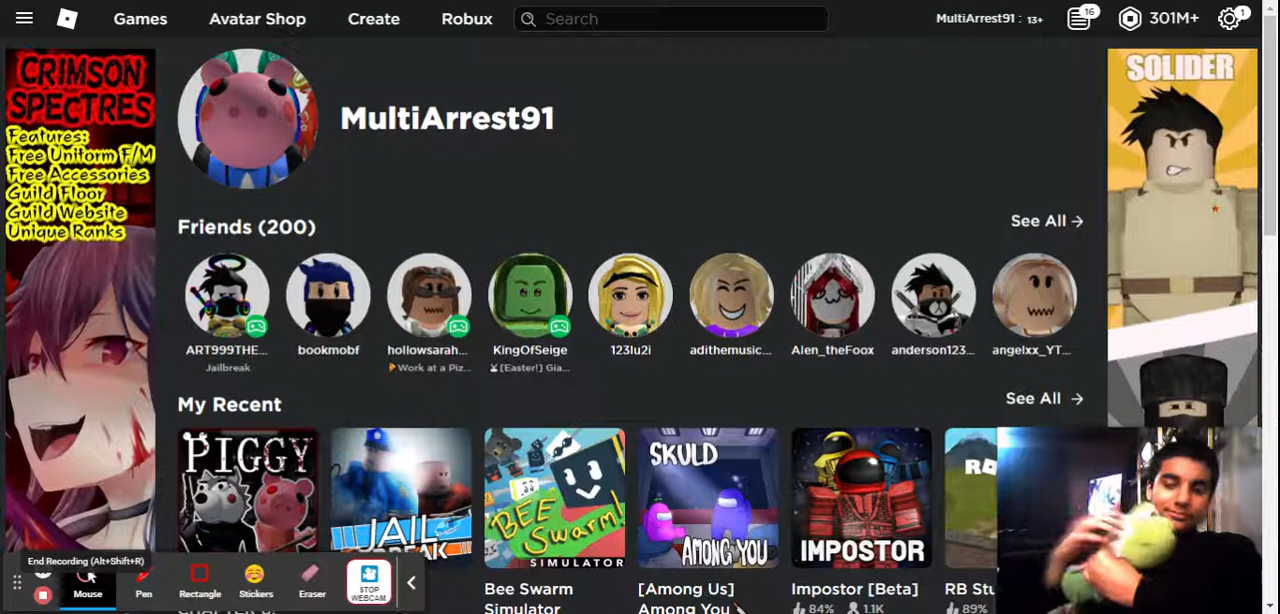 Games Avatar Shop Create Robux Search MultiArrest91 : 13+ 16 301M+ 1
CRIMSON
SPECTRES
Features:
Free Uniform F/M
Free Accessories
Guild Floor
Guild Website
Unique Ranks
SOLIDER
MultiArrest91
Friends (200) See All →
ART999THE... bookmobf hollowsarah... KingOfSeige 123lu2i adithemusic... Alen_theFoox anderson123... angelxx_YT...
Jailbreak Work at a Piz... [Easter!] Gia...
My Recent See All →
PIGGY
JAIL
BREAK
BEE
Swarm!
SIMULATOR
SKULD
AMONG YOU
IMPOSTOR
RO
Bee Swarm
Simulator
[Among Us]
Among You
Impostor [Beta]
84% 1.1K
RB Stu
89%
End Recording (Alt+Shift+R)
Mouse Pen Rectangle Stickers Eraser STOP
WEBCAM